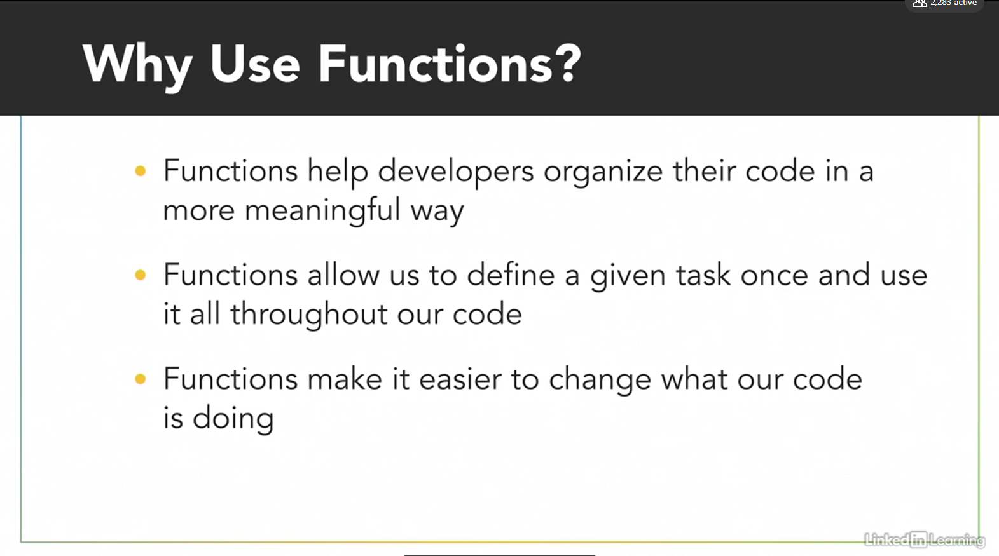 2,283 active
Why Use Functions?
Functions help developers organize their code in a
more meaningful way
Functions allow us to define a given task once and use
it all throughout our code
Functions make it easier to change what our code
is doing
Linked in Learning